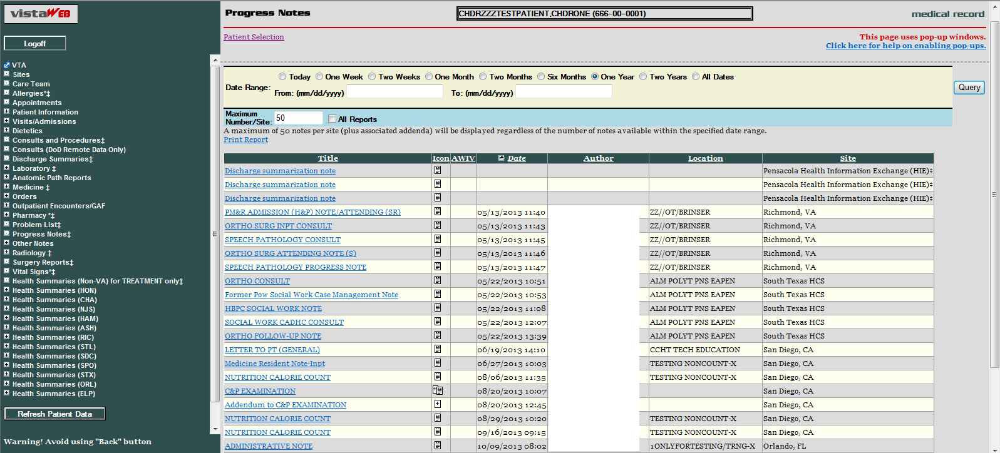 vistaWEB
Logoff
VTA
Sites
Care Team
Allergies*‡
Appointments
Patient Information
Visits/Admissions
Dietetics
Consults and Procedures‡
Consults (DoD Remote Data Only)
Discharge Summaries‡
Laboratory ‡
Anatomic Path Reports
Medicine ‡
Orders
Outpatient Encounters/GAF
Pharmacy *‡
Problem List‡
Progress Notes‡
Other Notes
Radiology ‡
Surgery Reports‡
Vital Signs*‡
Health Summaries (Non-VA) for TREATMENT only‡
Health Summaries (HON)
Health Summaries (CHA)
Health Summaries (NJS)
Health Summaries (HAM)
Health Summaries (ASH)
Health Summaries (RIC)
Health Summaries (STL)
Health Summaries (SDC)
Health Summaries (SPO)
Health Summaries (STX)
Health Summaries (ORL)
Health Summaries (ELP)
Refresh Patient Data
Warning! Avoid using "Back" button
Progress Notes CHDRZZZTESTPATIENT,CHDRONE (666-00-0001) medical record
Patient Selection This page uses pop-up windows.
Click here for help on enabling pop-ups.
Today One Week Two Weeks One Month Two Months Six Months One Year Two Years All Dates
Date Range: From: (mm/dd/yyyy) To: (mm/dd/yyyy) Query
Maximum
Number/Site: 50 All Reports
A maximum of 50 notes per site (plus associated addenda) will be displayed regardless of the number of notes available within the specified date range.
Print Report
Title Icon AWIV Date Author Location Site
Discharge summarization note Pensacola Health Information Exchange (HIE)‡
Discharge summarization note Pensacola Health Information Exchange (HIE)‡
Discharge summarization note Pensacola Health Information Exchange (HIE)‡
PM&R ADMISSION (H&P) NOTE/ATTENDING (SR) 05/13/2013 11:40 ZZ//OT/BRINSER Richmond, VA
ORTHO SURG INPT CONSULT 05/13/2013 11:43 ZZ//OT/BRINSER Richmond, VA
SPEECH PATHOLOGY CONSULT 05/13/2013 11:45 ZZ//OT/BRINSER Richmond, VA
ORTHO SURG ATTENDING NOTE (S) 05/13/2013 11:46 ZZ//OT/BRINSER Richmond, VA
SPEECH PATHOLOGY PROGRESS NOTE 05/13/2013 11:47 ZZ//OT/BRINSER Richmond, VA
ORTHO CONSULT 05/22/2013 10:51 ALM POLYT PNS EAPEN South Texas HCS
Former Pow Social Work Case Management Note 05/22/2013 10:53 ALM POLYT PNS EAPEN South Texas HCS
HBPC SOCIAL WORK NOTE 05/22/2013 11:08 ALM POLYT PNS EAPEN South Texas HCS
SOCIAL WORK CADHC CONSULT 05/22/2013 12:07 ALM POLYT PNS EAPEN South Texas HCS
ORTHO FOLLOW-UP NOTE 05/22/2013 13:39 ALM POLYT PNS EAPEN South Texas HCS
LETTER TO PT (GENERAL) 06/19/2013 14:10 CCHT TECH EDUCATION San Diego, CA
Medicine Resident Note-Inpt 06/27/2013 10:03 TESTING NONCOUNT-X San Diego, CA
NUTRITION CALORIE COUNT 08/06/2013 11:35 TESTING NONCOUNT-X San Diego, CA
C&P EXAMINATION 08/20/2013 10:07 San Diego, CA
Addendum to C&P EXAMINATION 08/20/2013 12:45 San Diego, CA
NUTRITION CALORIE COUNT 08/29/2013 10:20 TESTING NONCOUNT-X San Diego, CA
NUTRITION CALORIE COUNT 09/16/2013 09:15 TESTING NONCOUNT-X San Diego, CA
ADMINISTRATIVE NOTE 10/09/2013 08:02 1ONLYFORTESTING/TRNG-X Orlando, FL